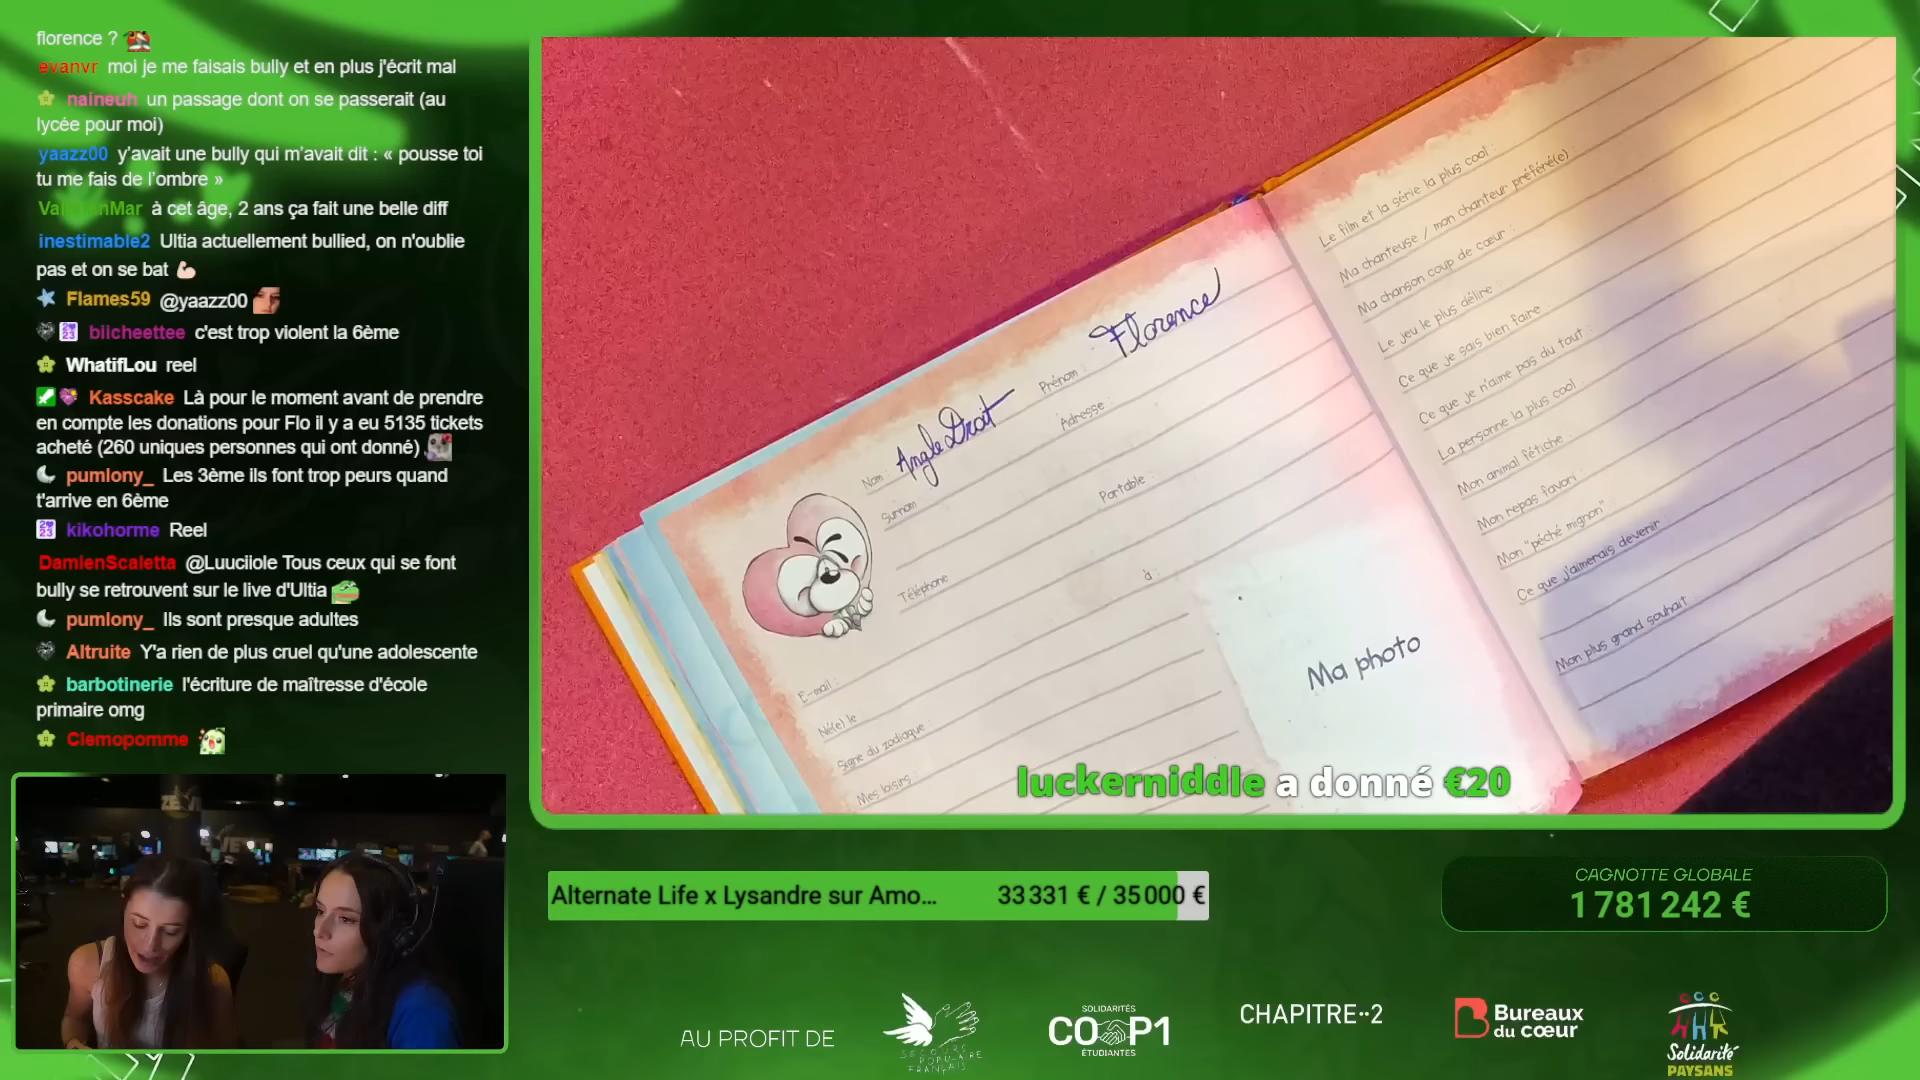 florence ?
evanvr moi je me faisais bully et en plus j'écrit mal
naineuh un passage dont on se passerait (au
lycée pour moi)
yaazz00 y'avait une bully qui m'avait dit : « pousse toi
tu me fais de l'ombre »
à cet âge, 2 ans ça fait une belle diff
inestimable2 Ultia actuellement bullied, on n'oublie
pas et on se bat
Flames59 @yaazz00
biicheettee c'est trop violent la 6ème
WhatifLou reel
Kasscake Là pour le moment avant de prendre
en compte les donations pour Flo il y a eu 5135 tickets
acheté (260 uniques personnes qui ont donné)
pumlony_ Les 3ème ils font trop peurs quand
t'arrive en 6ème
kikohorme Reel
DamienScaletta @Luuciiole Tous ceux qui se font
bully se retrouvent sur le live d'Ultia
pumlony_ Ils sont presque adultes
Altruite Y'a rien de plus cruel qu'une adolescente
barbotinerie l'écriture de maîtresse d'école
primaire omg
Clemopomme
Nom : Angle Droit Prénom : Florence
Surnom Adresse :
Portable :
Téléphone
à :
E-mail :
Né(e) le
Signe du zodiaque :
Mes loisirs :
Ma photo
Le film et la série la plus cool :
Ma chanteuse / mon chanteur préféré(e) :
Ma chanson coup de cœur :
Le jeu le plus délire :
Ce que je sais bien faire :
Ce que je n'aime pas du tout :
La personne la plus cool :
Mon animal fétiche :
Mon repas favori :
Mon "péché mignon" :
Ce que j'aimerais devenir
Mon plus grand souhait :
luckerniddle a donné €20
Alternate Life x Lysandre sur Amo... 33 331 € / 35 000 €
CAGNOTTE GLOBALE
1 781 242 €
AU PROFIT DE
SECOURS
POPULAIRE
FRANÇAIS
SOLIDARITÉS
CO P1
ÉTUDIANTES
CHAPITRE··2
Bureaux
du cœur
Solidarité
PAYSANS